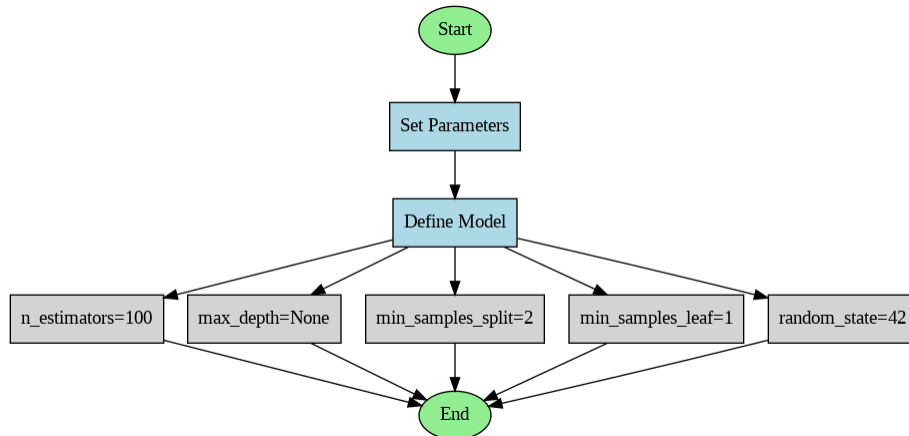 Start
Set Parameters
Define Model
n_estimators=100
max_depth=None
min_samples_split=2
min_samples_leaf=1
random_state=42
End